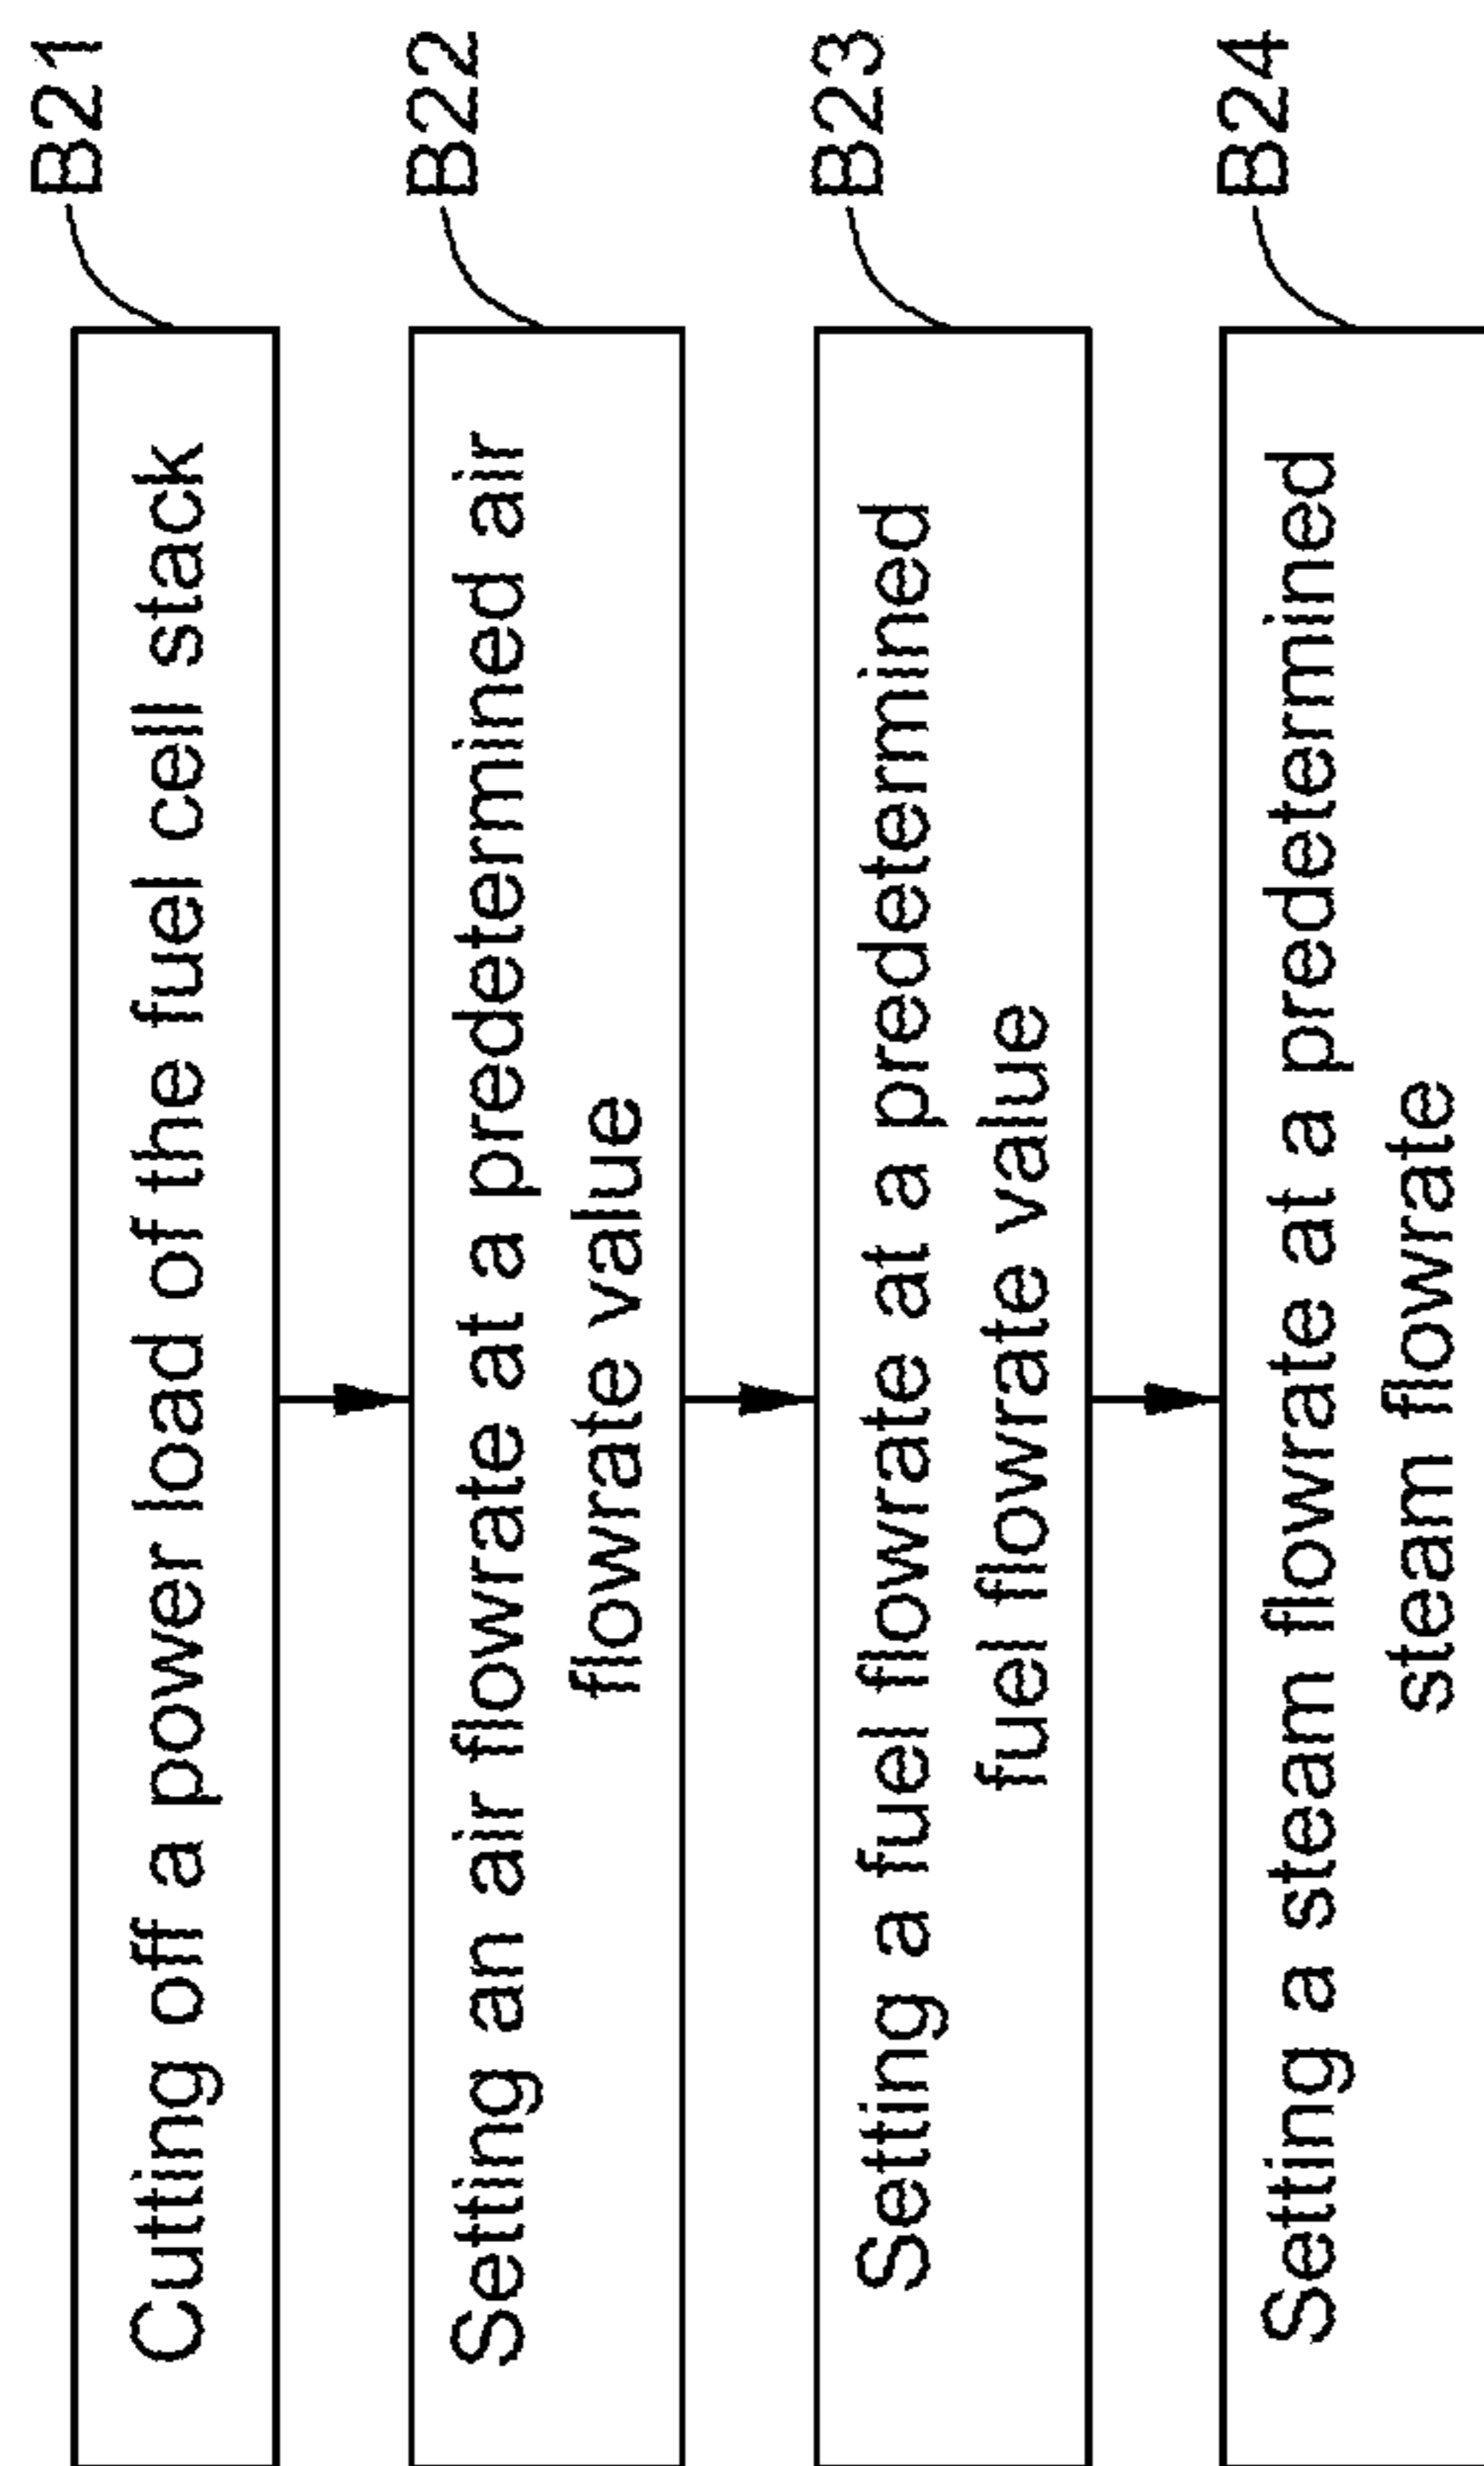 Cutting off a power load of the fuel cell stack
B21
Setting an air flowrate at a predetermined air
flowrate value
B22
Setting a fuel flowrate at a predetermined
fuel flowrate value
B23
Setting a steam flowrate at a predetermined
steam flowrate
B24